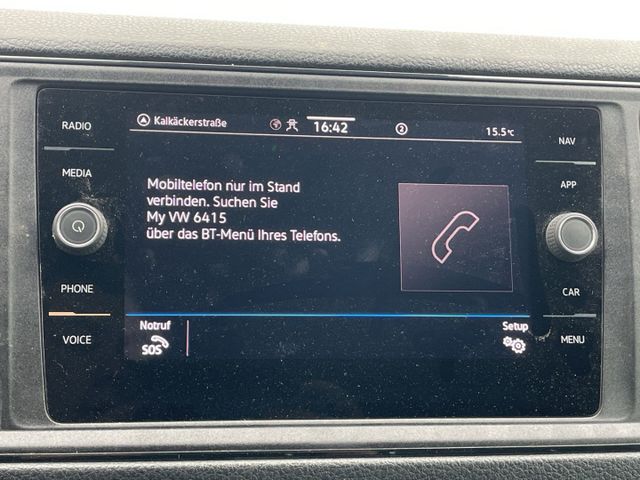 RADIO
MEDIA
PHONE
VOICE
Kalkäckerstraße
16:42
2
15.5°C
Mobiltelefon nur im Stand
verbinden. Suchen Sie
My VW 6415
über das BT-Menü Ihres Telefons.
Notruf
SOS
Setup
NAV
APP
CAR
MENU